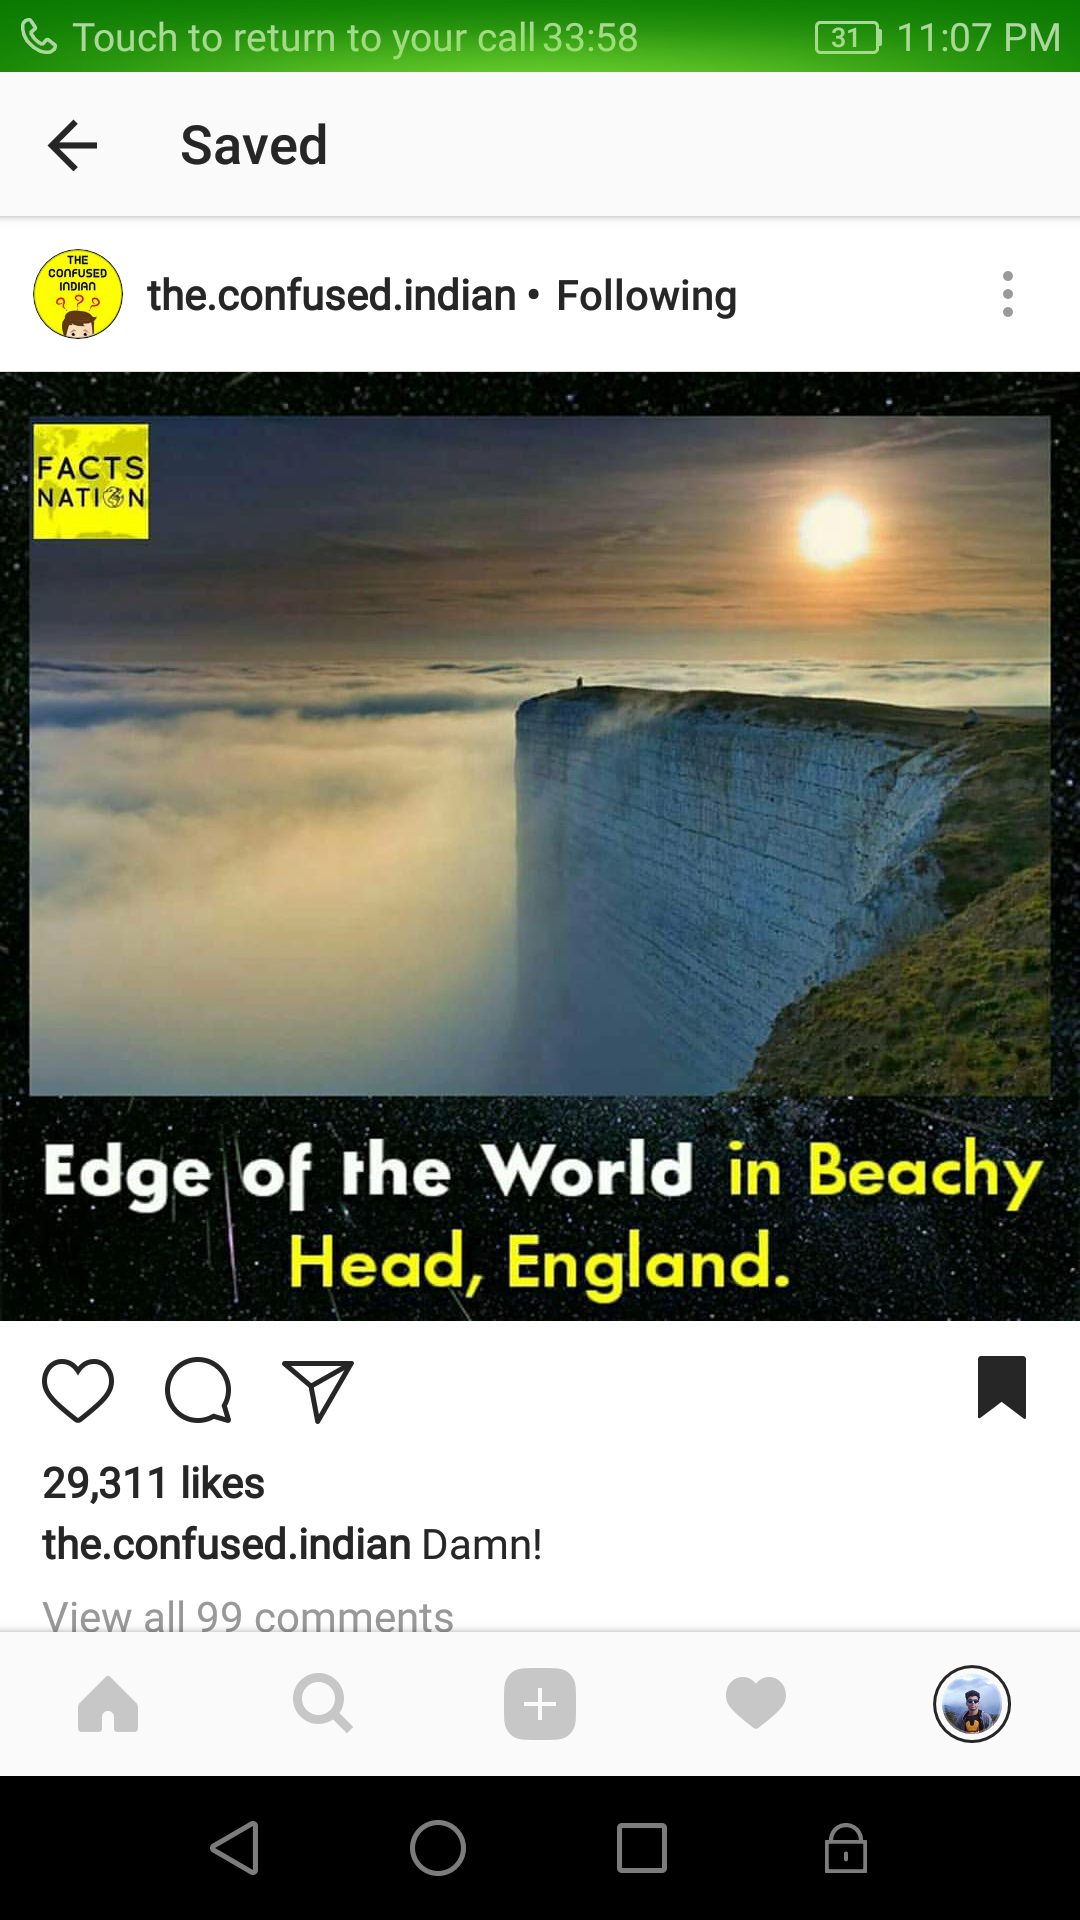 Touch to return to your call 33:58 31 11:07 PM
Saved
THE
CONFUSED
INDIAN
the.confused.indian • Following
FACTS
NATION
Edge of the World in Beachy
Head, England.
29,311 likes
the.confused.indian Damn!
View all 99 comments